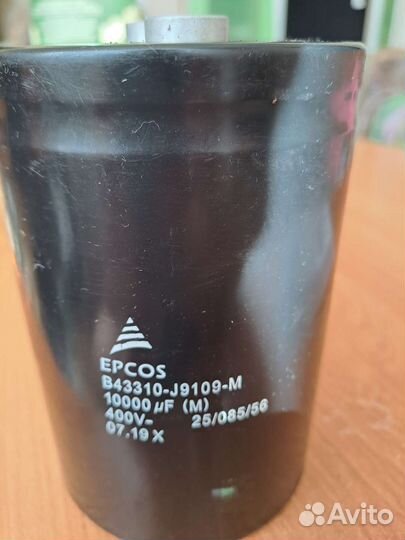 EPCOS
B43310-J9109-M
10000 µF (M)
400V- 25/085/56
07.19 X
Avito